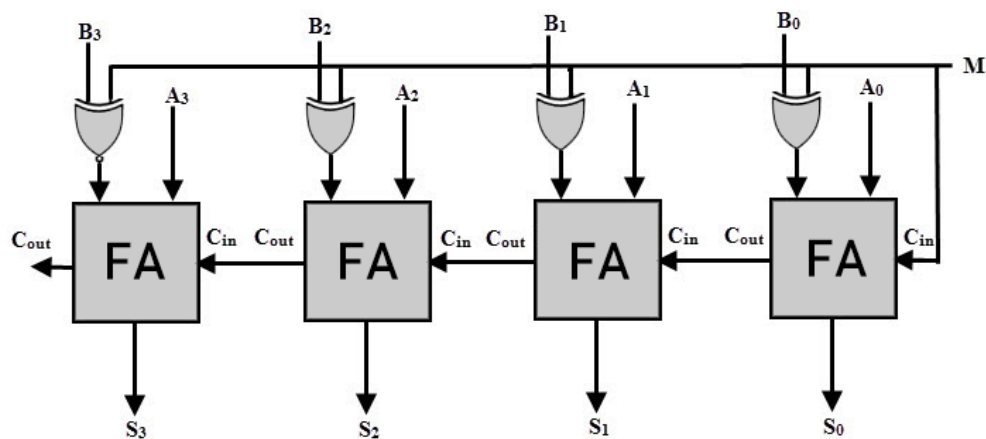 B3 B2 B1 B0
M
A3 A2 A1 A0
Cout FA Cin Cout FA Cin Cout FA Cin Cout FA Cin
S3 S2 S1 S0